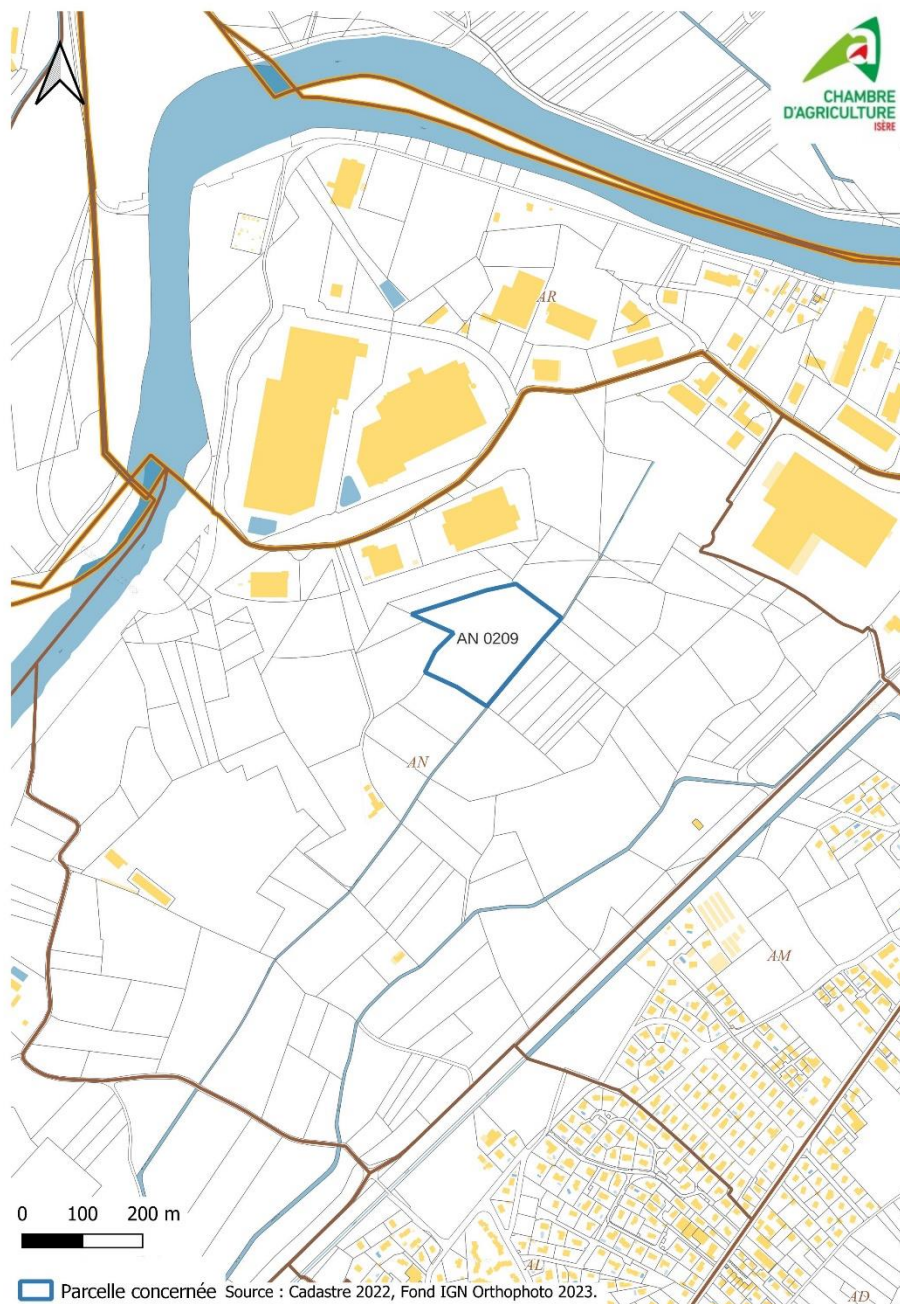 CHAMBRE
D'AGRICULTURE
ISÈRE
AR
AN 0209
AN
AM
0 100 200 m
AL
Parcelle concernée Source : Cadastre 2022, Fond IGN Orthophoto 2023.
AD